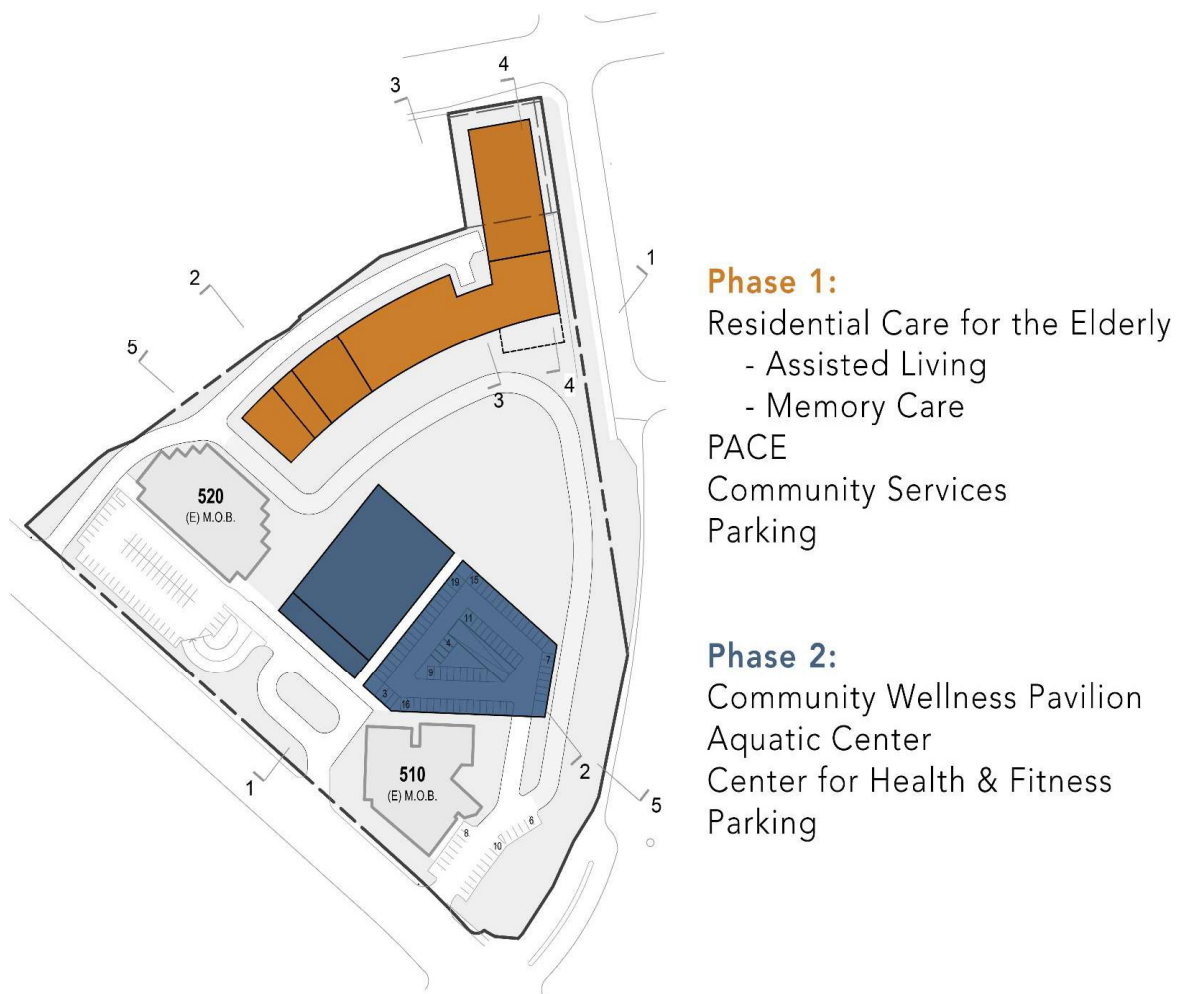 4
3
1
2
5
4
3
520
(E) M.O.B.
19 15
11
4
7
9
3
16
510
(E) M.O.B.
2
1
5
6
8
10
Phase 1:
Residential Care for the Elderly
- Assisted Living
- Memory Care
PACE
Community Services
Parking
Phase 2:
Community Wellness Pavilion
Aquatic Center
Center for Health & Fitness
Parking